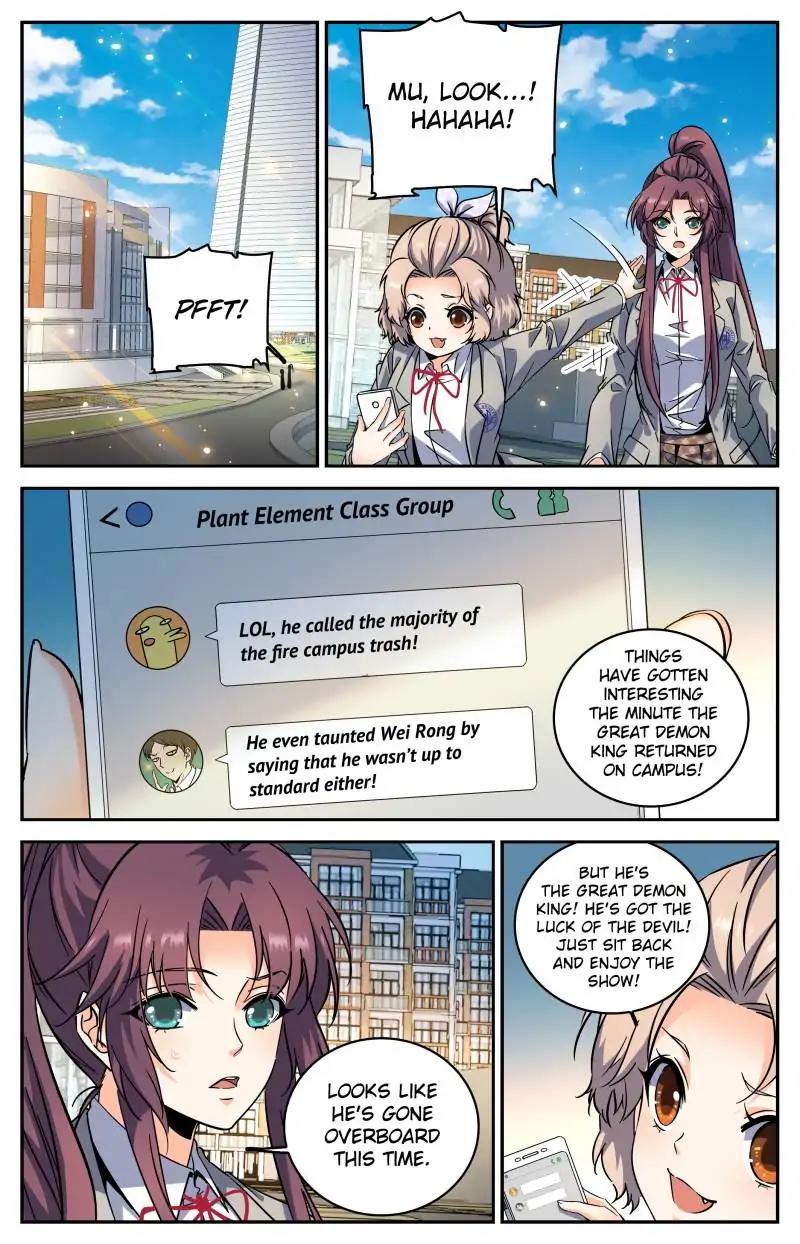 PFFT!
MU, LOOK...!
HAHAHA!
Plant Element Class Group
LOL, he called the majority of
the fire campus trash!
He even taunted Wei Rong by
saying that he wasn't up to
standard either!
THINGS
HAVE GOTTEN
INTERESTING
THE MINUTE THE
GREAT DEMON
KING RETURNED
ON CAMPUS!
LOOKS LIKE
HE'S GONE
OVERBOARD
THIS TIME.
BUT HE'S
THE GREAT DEMON
KING! HE'S GOT THE
LUCK OF THE DEVIL!
JUST SIT BACK
AND ENJOY THE
SHOW!